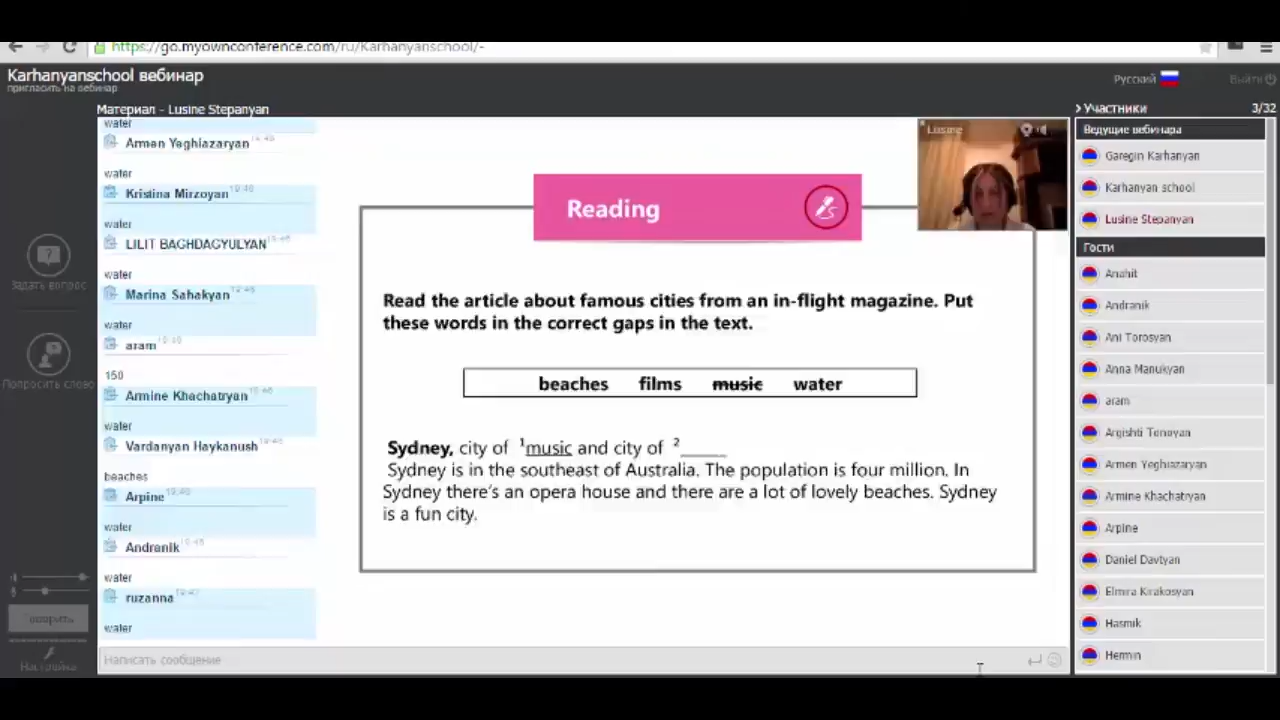 https://go.myownconference.com/ru/Karhanyanschool/-
Karhanyanschool вебинар
пригласить на вебинар
Русский
Выйти
Материал - Lusine Stepanyan
water
Armen Yeghiazaryan
water
Kristina Mirzoyan
water
LILIT BAGHDAGYULYAN
water
Marina Sahakyan
water
aram
150
Armine Khachatryan
water
Vardanyan Haykanush
beaches
Arpine
water
Andranik
water
ruzanna
water
Написать сообщение
Задать вопрос
Попросить слово
Говорить
Настройка
Lusine
Reading
Read the article about famous cities from an in-flight magazine. Put
these words in the correct gaps in the text.
beaches films music water
Sydney, city of 1music and city of 2_____
Sydney is in the southeast of Australia. The population is four million. In
Sydney there's an opera house and there are a lot of lovely beaches. Sydney
is a fun city.
Участники 3/32
Ведущие вебинара
Garegin Karhanyan
Karhanyan school
Lusine Stepanyan
Гости
Anahit
Andranik
Ani Torosyan
Anna Manukyan
aram
Argishti Tonoyan
Armen Yeghiazaryan
Armine Khachatryan
Arpine
Daniel Davtyan
Elmira Kirakosyan
Hasmik
Hermin